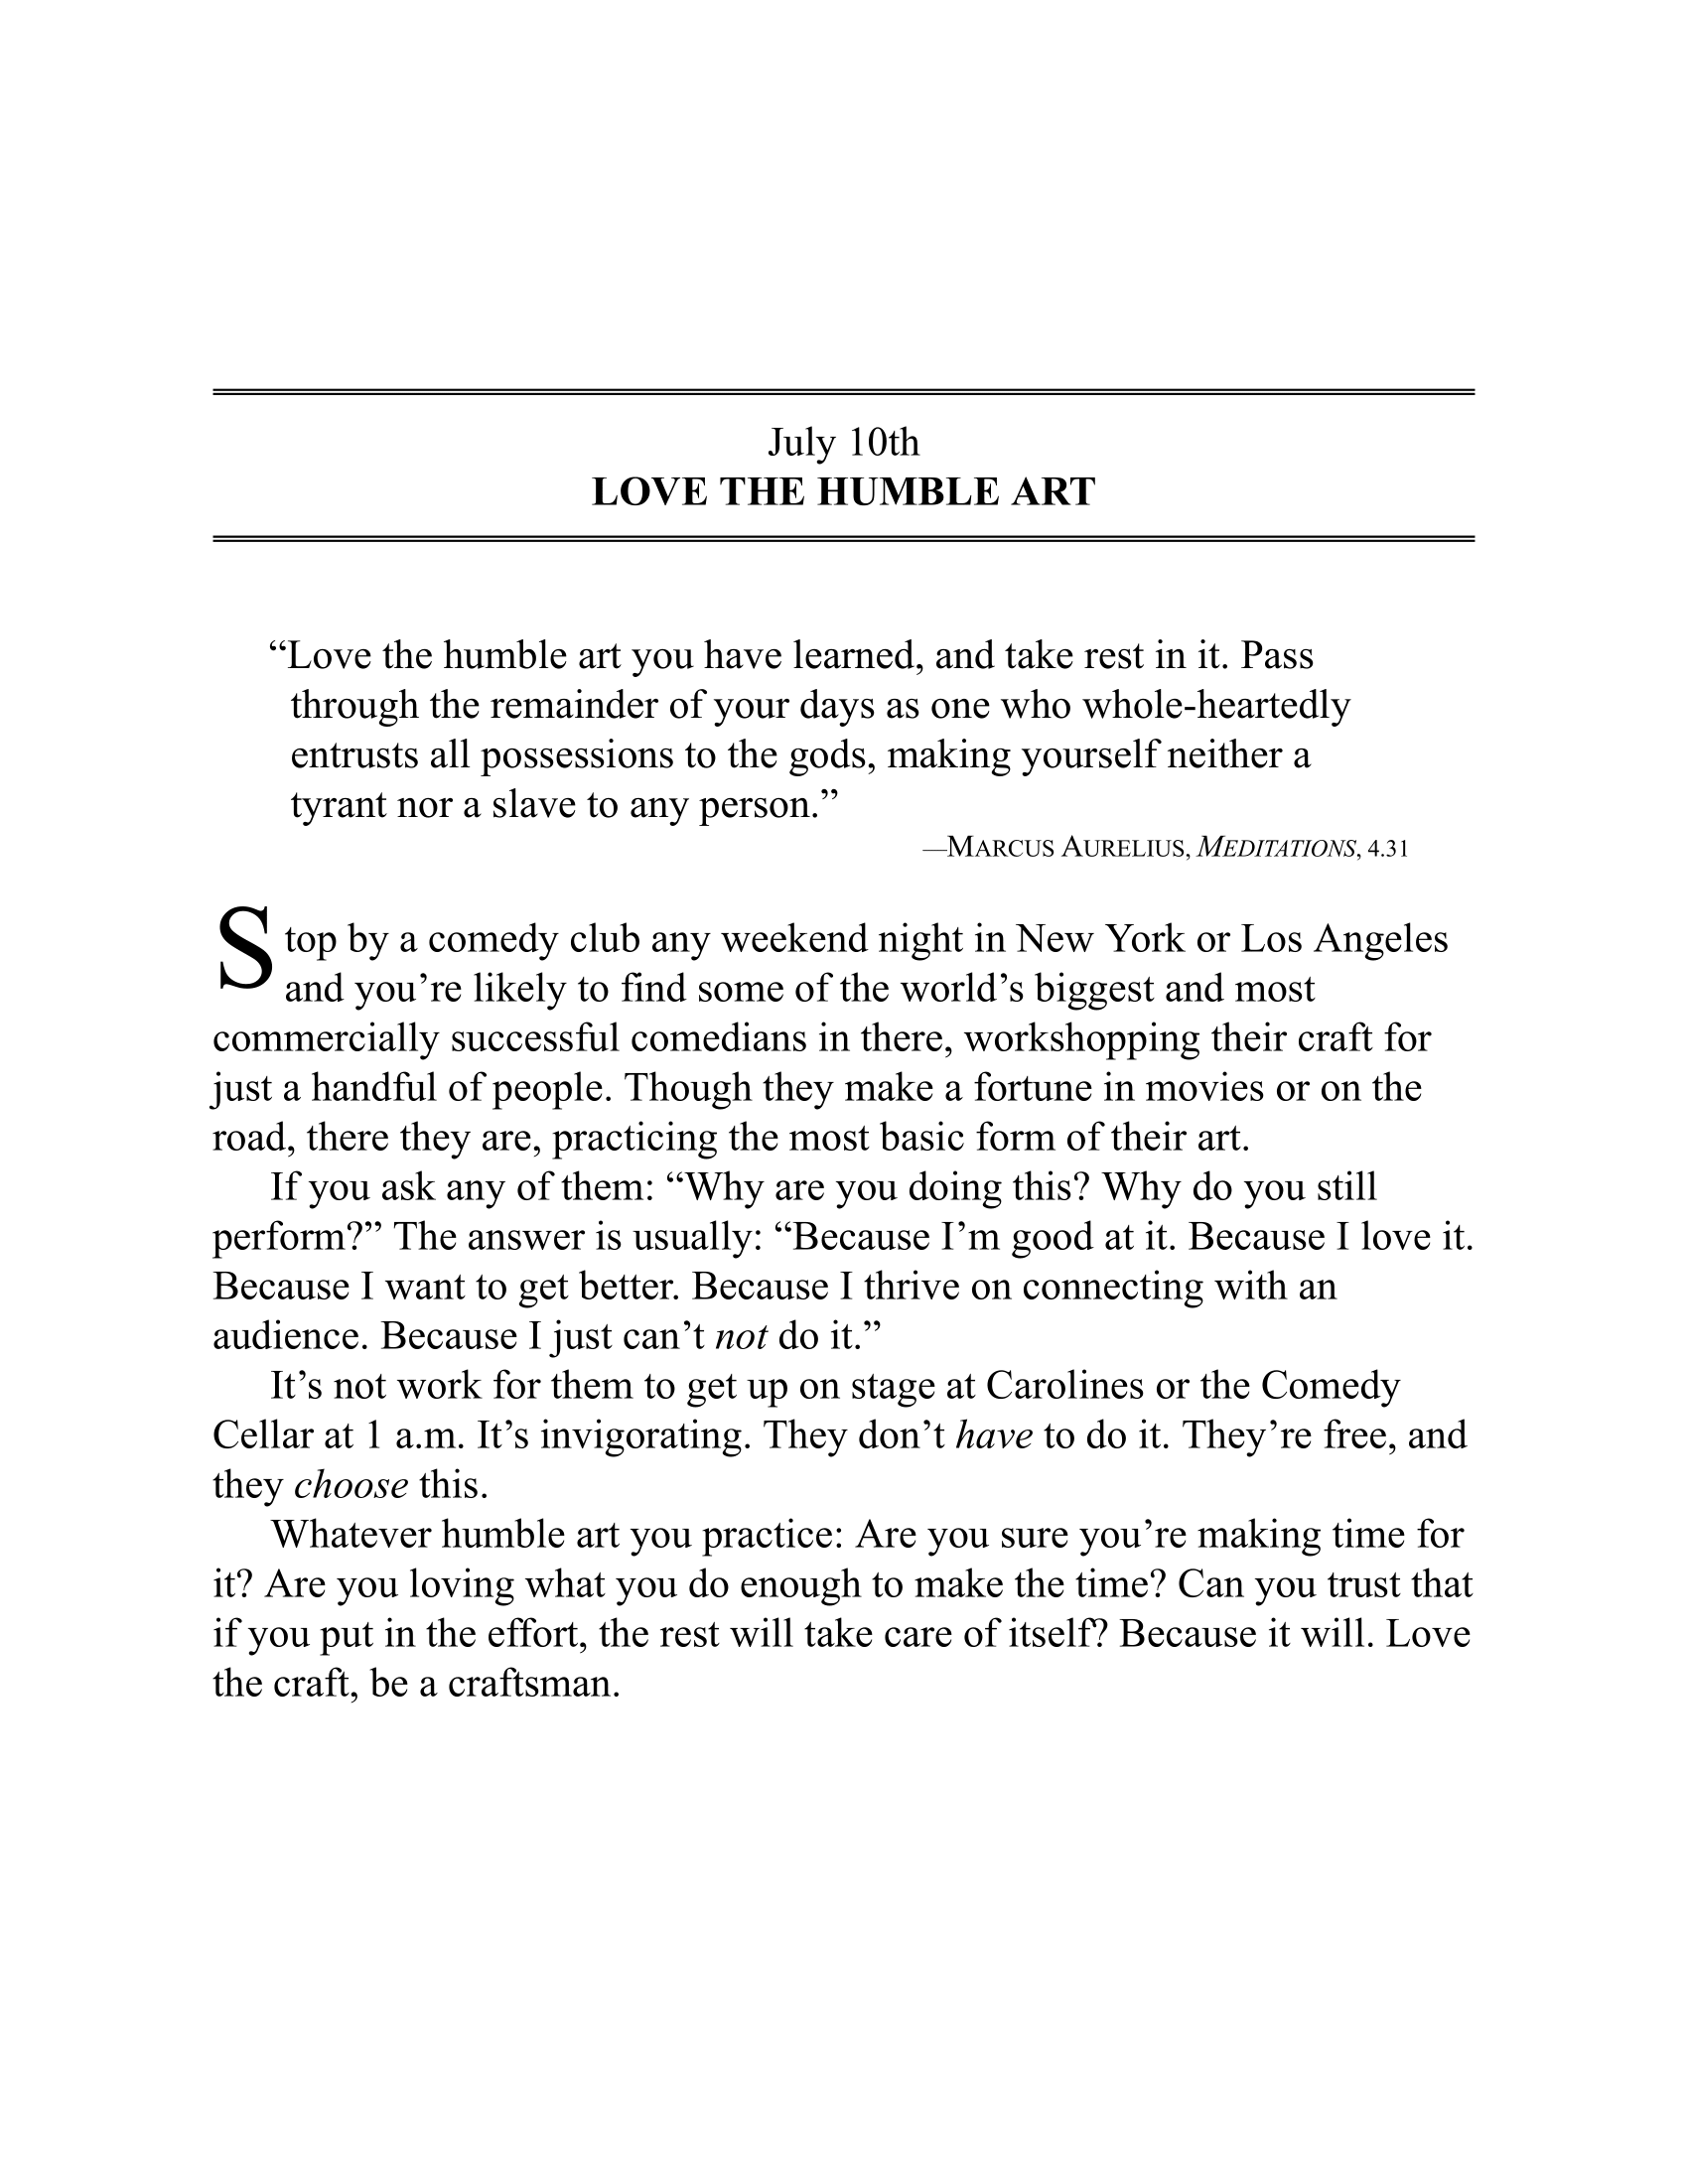 July 10th
LOVE THE HUMBLE ART
“Love the humble art you have learned, and take rest in it. Pass
through the remainder of your days as one who whole-heartedly
entrusts all possessions to the gods, making yourself neither a
tyrant nor a slave to any person.”
—MARCUS AURELIUS, MEDITATIONS, 4.31
Stop by a comedy club any weekend night in New York or Los Angeles
and you’re likely to find some of the world’s biggest and most
commercially successful comedians in there, workshopping their craft for
just a handful of people. Though they make a fortune in movies or on the
road, there they are, practicing the most basic form of their art.
If you ask any of them: “Why are you doing this? Why do you still
perform?” The answer is usually: “Because I’m good at it. Because I love it.
Because I want to get better. Because I thrive on connecting with an
audience. Because I just can’t not do it.”
It’s not work for them to get up on stage at Carolines or the Comedy
Cellar at 1 a.m. It’s invigorating. They don’t have to do it. They’re free, and
they choose this.
Whatever humble art you practice: Are you sure you’re making time for
it? Are you loving what you do enough to make the time? Can you trust that
if you put in the effort, the rest will take care of itself? Because it will. Love
the craft, be a craftsman.